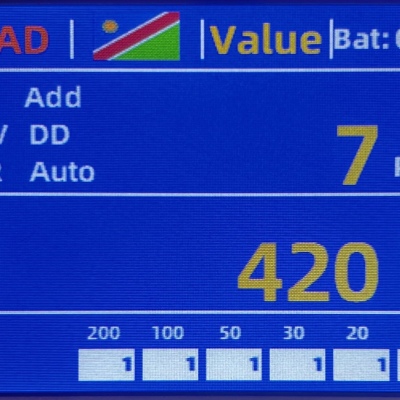 AD | | Value | Bat:
Add
DD 7
Auto
420
200 100 50 30 20
1 1 1 1 1